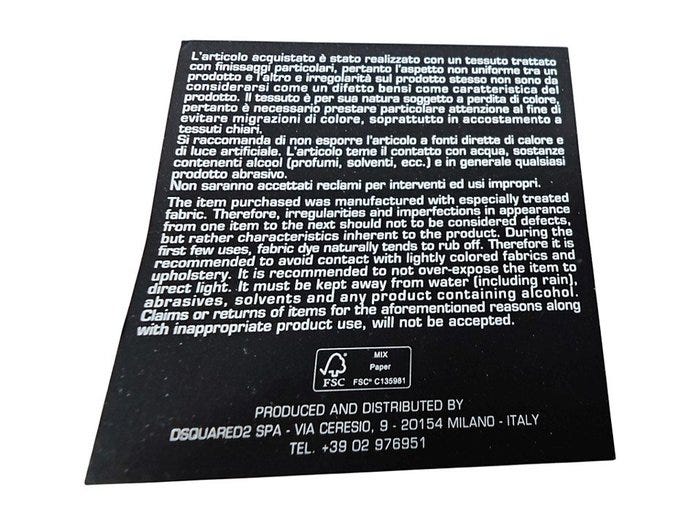 L'articolo acquistato è stato realizzato con un tessuto trattato
con finissaggi particolari, pertanto l'aspetto non uniforme tra un
prodotto e l'altro e irregolarità sul prodotto stesso non sono da
considerarsi come un difetto bensì come caratteristica del
prodotto. Il tessuto è per sua natura soggetto a perdita di colore,
pertanto è necessario prestare particolare attenzione al fine di
evitare migrazioni di colore, soprattutto in accostamento a
tessuti chiari.
Si raccomanda di non esporre l'articolo a fonti dirette di calore e
di luce artificiale. L'articolo teme il contatto con acqua, sostanze
contenenti alcool (profumi, solventi, ecc.) e in generale qualsiasi
prodotto abrasivo.
Non saranno accettati reclami per interventi ed usi impropri.
The item purchased was manufactured with especially treated
fabric. Therefore, irregularities and imperfections in appearance
from one item to the next should not to be considered defects,
but rather characteristics inherent to the product. During the
first few uses, fabric dye naturally tends to rub off. Therefore it is
recommended to avoid contact with lightly colored fabrics and
upholstery. It is recommended to not over-expose the item to
direct light. It must be kept away from water (including rain),
abrasives, solvents and any product containing alcohol.
Claims or returns of items for the aforementioned reasons along
with inappropriate product use, will not be accepted.
MIX
Paper
FSC
FSC® C135981
PRODUCED AND DISTRIBUTED BY
DSQUARED2 SPA - VIA CERESIO, 9 - 20154 MILANO - ITALY
TEL. +39 02 976951